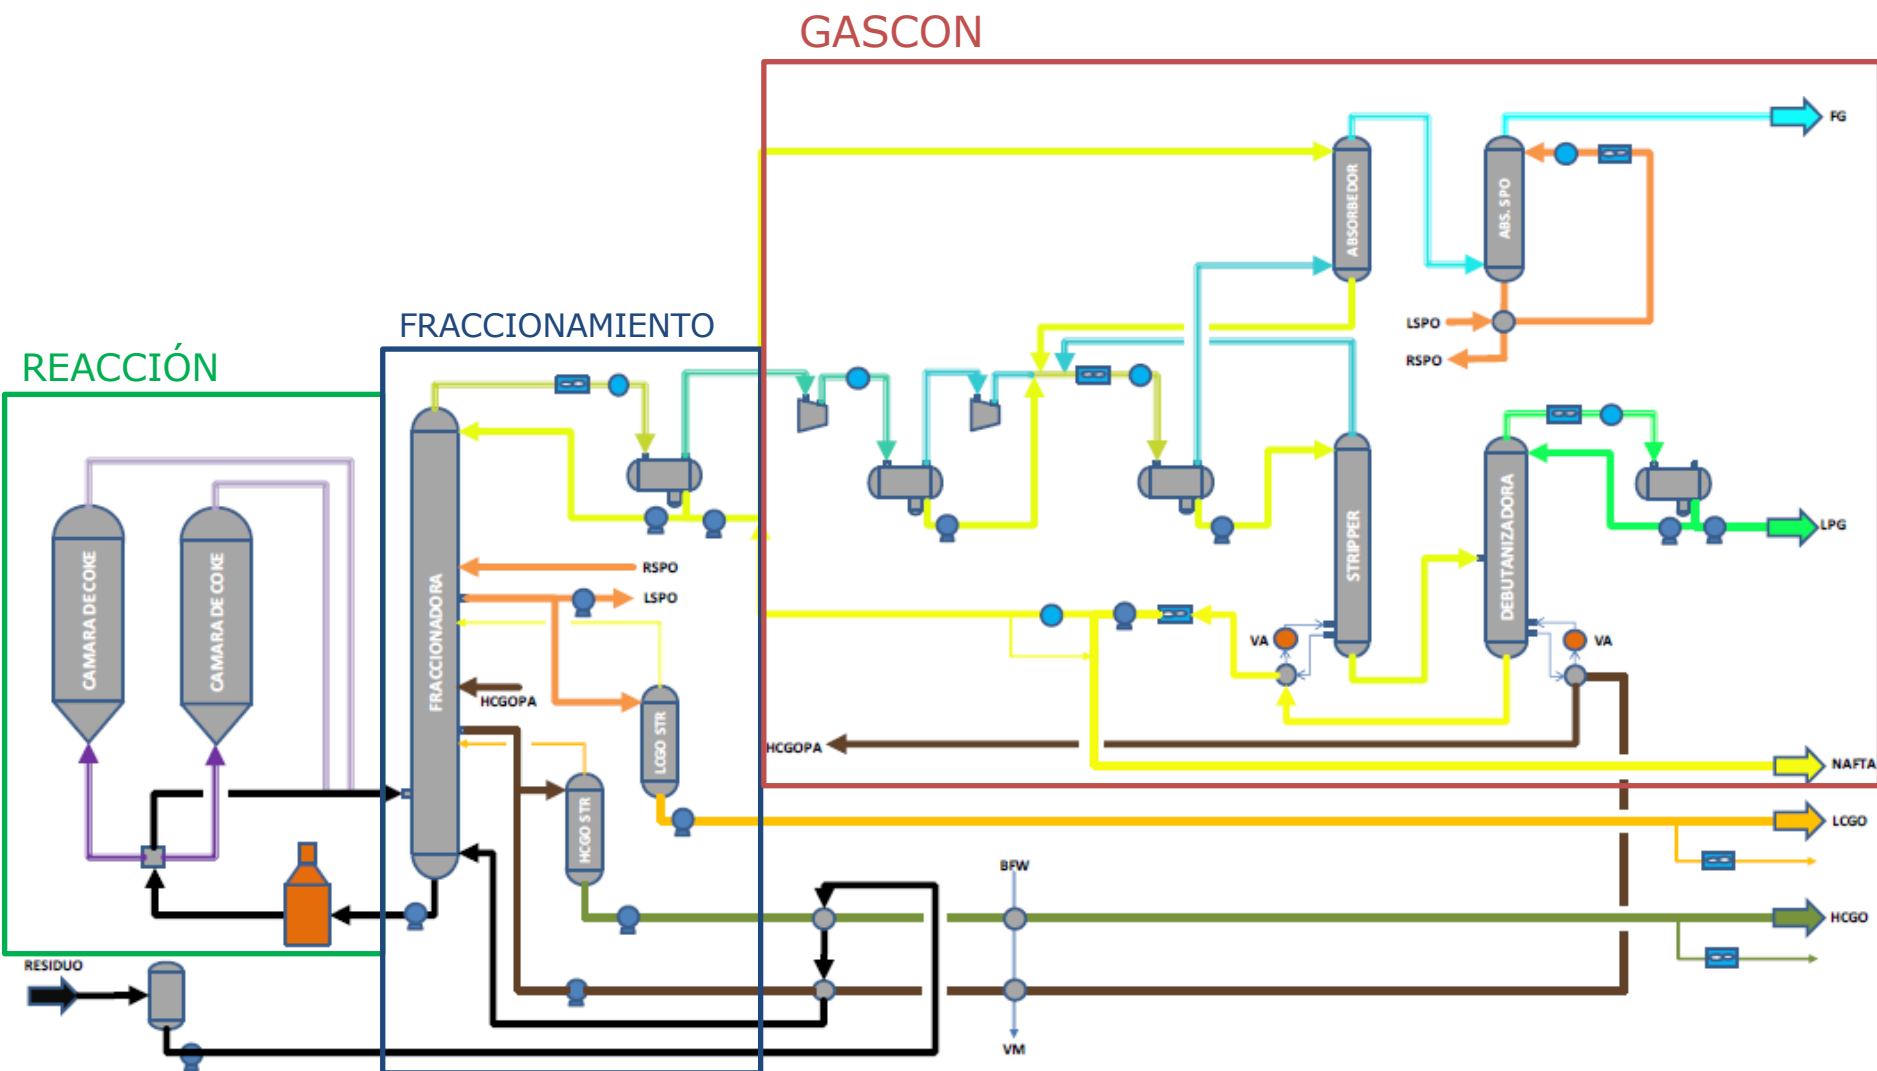 GASCON
FRACCIONAMIENTO
REACCIÓN
FG
ABSORBEDOR
ABS. SPO
LSPO
RSPO
CAMARA DE COKE
CAMARA DE COKE
FRACCIONADORA
RSPO
LSPO
HCGOPA
LCGO STR
HCGO STR
STRIPPER
DEBUTANIZADORA
LPG
VA
VA
HCGOPA
NAFTA
LCGO
BFW
HCGO
RESIDUO
VM